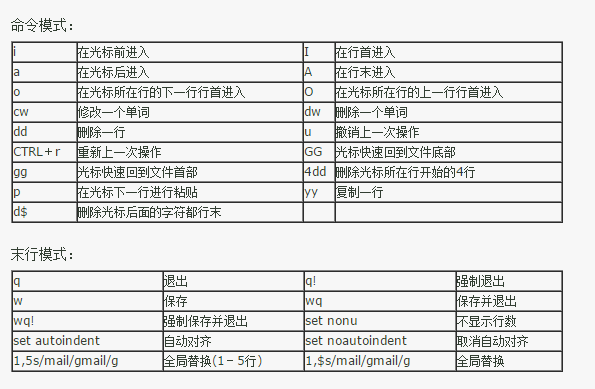 命令模式：
i 在光标前进入 I 在行首进入
a 在光标后进入 A 在行末进入
o 在光标所在行的下一行行首进入 O 在光标所在行的上一行行首进入
cw 修改一个单词 dw 删除一个单词
dd 删除一行 u 撤销上一次操作
CTRL+r 重新上一次操作 GG 光标快速回到文件底部
gg 光标快速回到文件首部 4dd 删除光标所在行开始的4行
p 在光标下一行进行粘贴 yy 复制一行
d$ 删除光标后面的字符都行末
末行模式：
q 退出 q! 强制退出
w 保存 wq 保存并退出
wq! 强制保存并退出 set nonu 不显示行数
set autoindent 自动对齐 set noautoindent 取消自动对齐
1,5s/mail/gmail/g 全局替换(1-5行) 1,$s/mail/gmail/g 全局替换